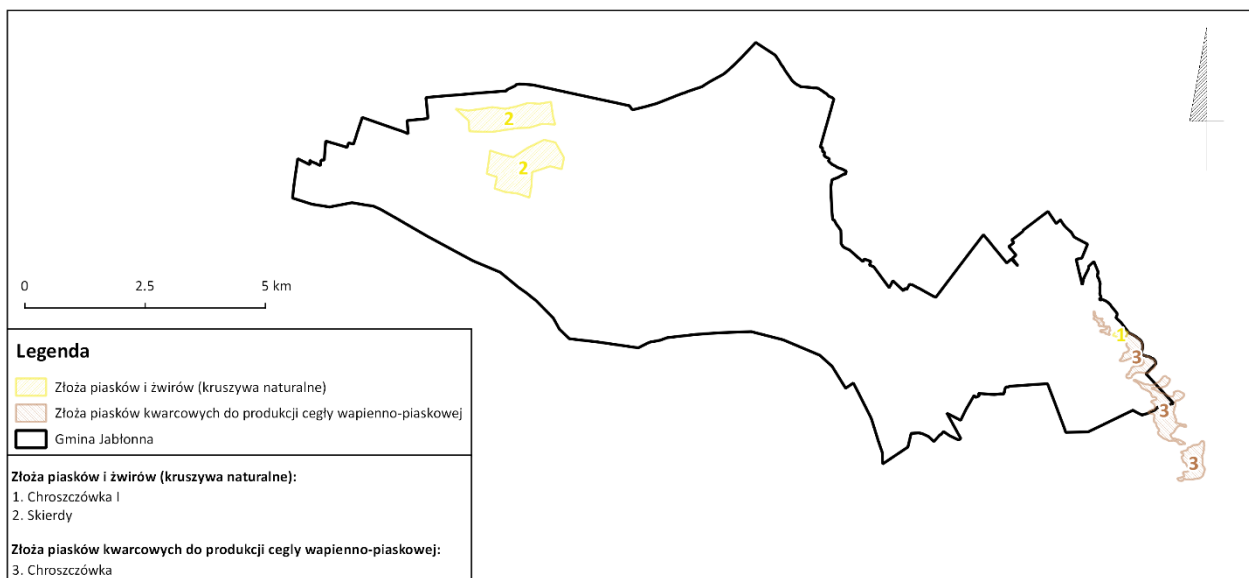 2
2
0
2.5
5 km
1
3
3
3
Legenda
Złoża piasków i żwirów (kruszywa naturalne)
Złoża piasków kwarcowych do produkcji cegły wapienno-piaskowej
Gmina Jabłonna
Złoża piasków i żwirów (kruszywa naturalne):
1. Chroszczówka I
2. Skierdy
Złoża piasków kwarcowych do produkcji cegly wapienno-piaskowej:
3. Chroszczówka